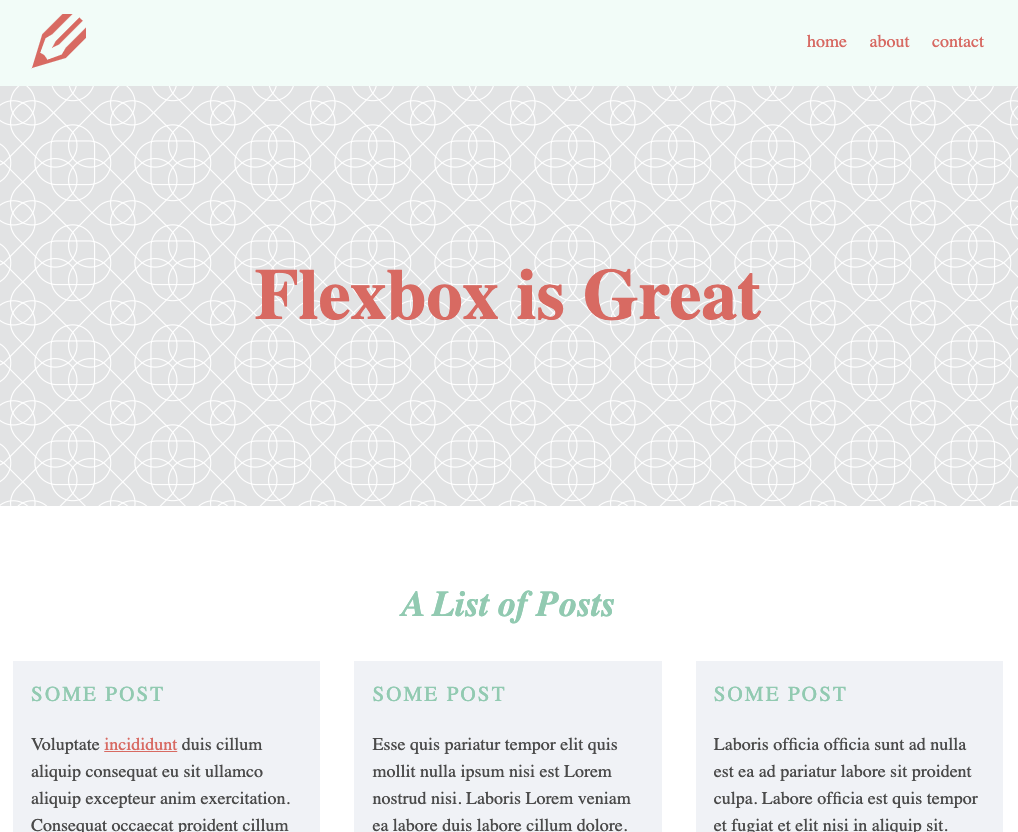 home about contact
Flexbox is Great
A List of Posts
SOME POST
Voluptate incididunt duis cillum
aliquip consequat eu sit ullamco
aliquip excepteur anim exercitation.
Consequat occaecat proident cillum
SOME POST
Esse quis pariatur tempor elit quis
mollit nulla ipsum nisi est Lorem
nostrud nisi. Laboris Lorem veniam
ea labore duis labore cillum dolore.
SOME POST
Laboris officia officia sunt ad nulla
est ea ad pariatur labore sit proident
culpa. Labore officia est quis tempor
et fugiat et elit nisi in aliquip sit.